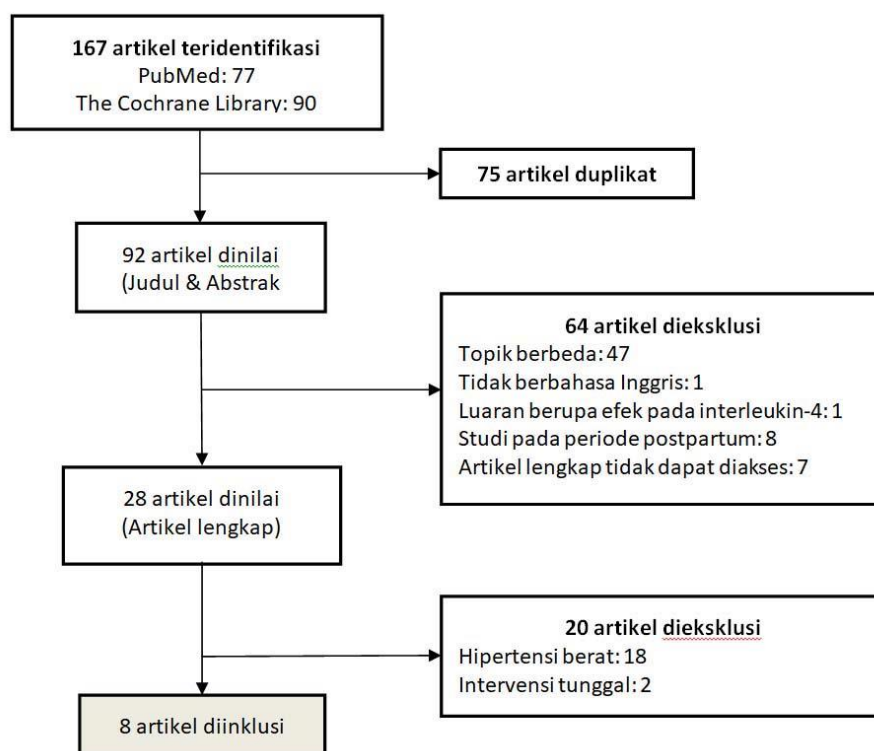 167 artikel teridentifikasi
PubMed: 77
The Cochrane Library: 90
75 artikel duplikat
92 artikel dinilai
(Judul & Abstrak
64 artikel dieksklusi
Topik berbeda: 47
Tidak berbahasa Inggris: 1
Luaran berupa efek pada interleukin-4: 1
Studi pada periode postpartum: 8
Artikel lengkap tidak dapat diakses: 7
28 artikel dinilai
(Artikel lengkap)
20 artikel dieksklusi
Hipertensi berat: 18
Intervensi tunggal: 2
8 artikel diinklusi